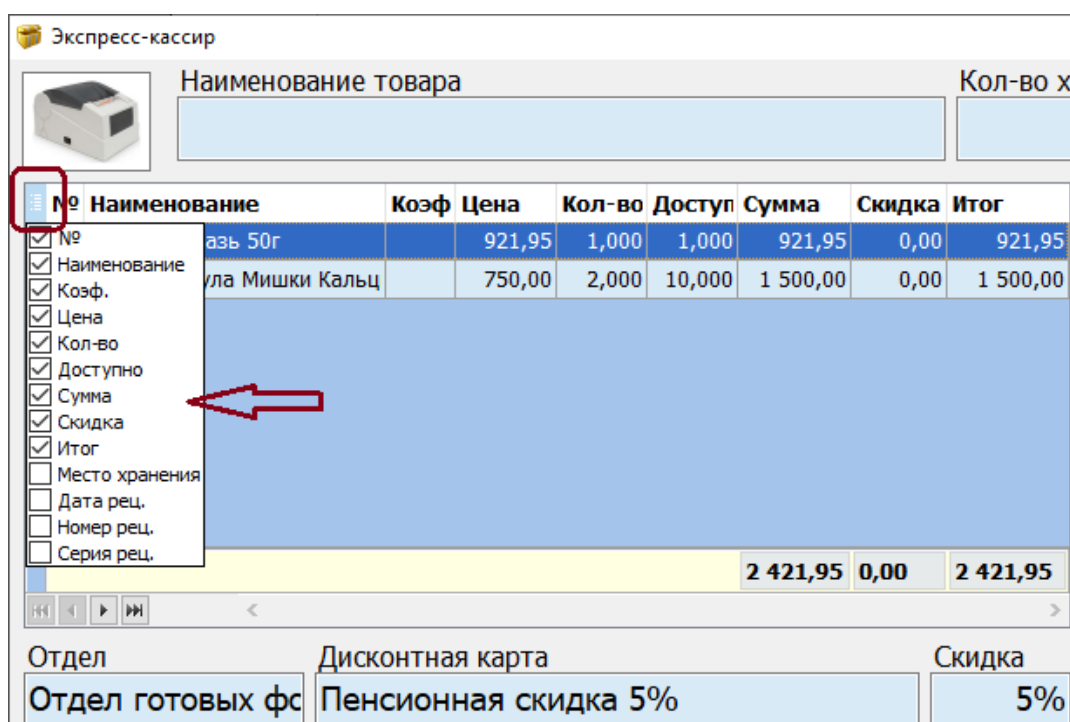 Экспресс-кассир
Наименование товара Кол-во х
№ Наименование Коэф Цена Кол-во Доступ Сумма Скидка Итог
азь 50г 921,95 1,000 1,000 921,95 0,00 921,95
ула Мишки Кальц 750,00 2,000 10,000 1 500,00 0,00 1 500,00
№
Наименование
Коэф.
Цена
Кол-во
Доступно
Сумма
Скидка
Итог
Место хранения
Дата рец.
Номер рец.
Серия рец.
2 421,95 0,00 2 421,95
Отдел Дисконтная карта Скидка
Отдел готовых фо Пенсионная скидка 5% 5%